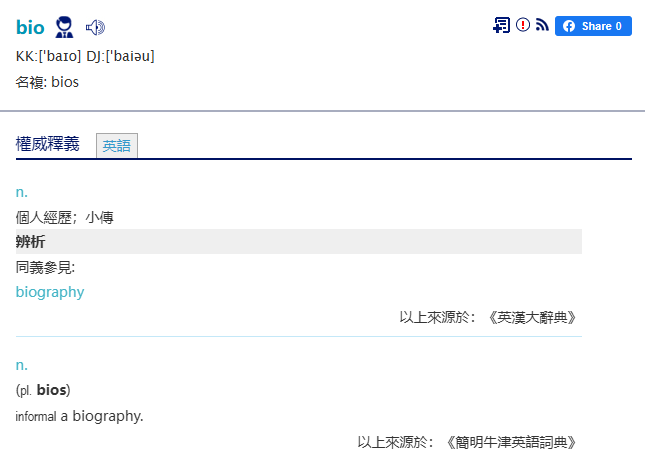 bio
Share 0
KK:[ˈbaɪo] DJ:[ˈbaiəu]
名複: bios
權威釋義 英語
n.
個人經歷；小傳
辨析
同義參見:
biography
以上來源於：《英漢大辭典》
n.
(pl. bios)
informal a biography.
以上來源於：《簡明牛津英語詞典》